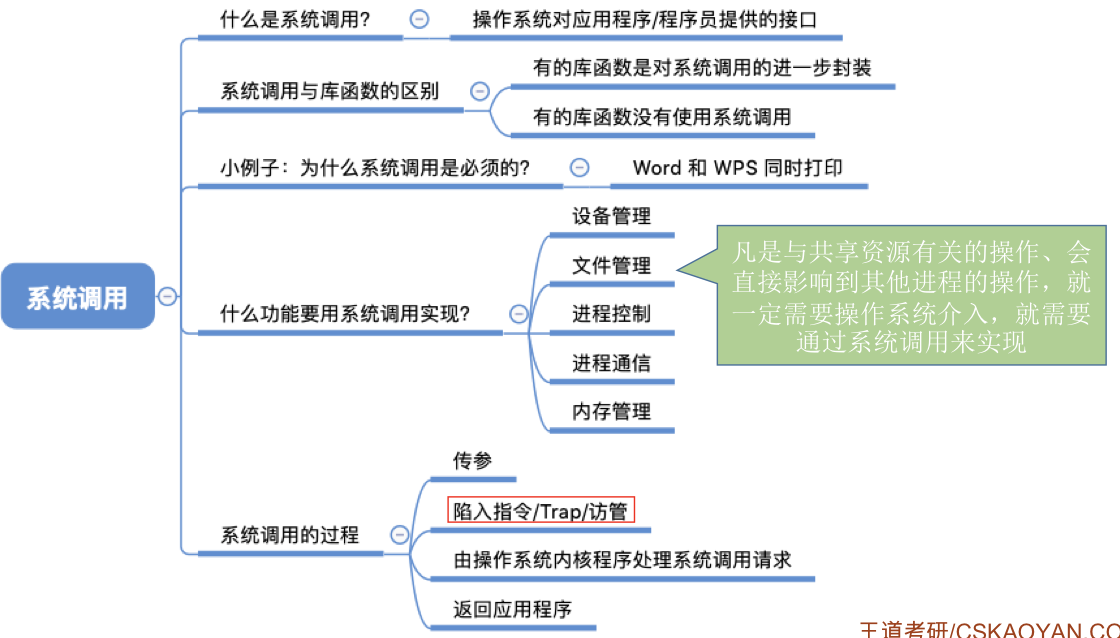 什么是系统调用?
操作系统对应用程序/程序员提供的接口
系统调用与库函数的区别
有的库函数是对系统调用的进一步封装
有的库函数没有使用系统调用
小例子：为什么系统调用是必须的?
Word 和 WPS 同时打印
系统调用
什么功能要用系统调用实现?
设备管理
文件管理
进程控制
进程通信
内存管理
凡是与共享资源有关的操作、会
直接影响到其他进程的操作，就
一定需要操作系统介入，就需要
通过系统调用来实现
系统调用的过程
传参
陷入指令/Trap/访管
由操作系统内核程序处理系统调用请求
返回应用程序
王道考研/CSKAOYAN.CO